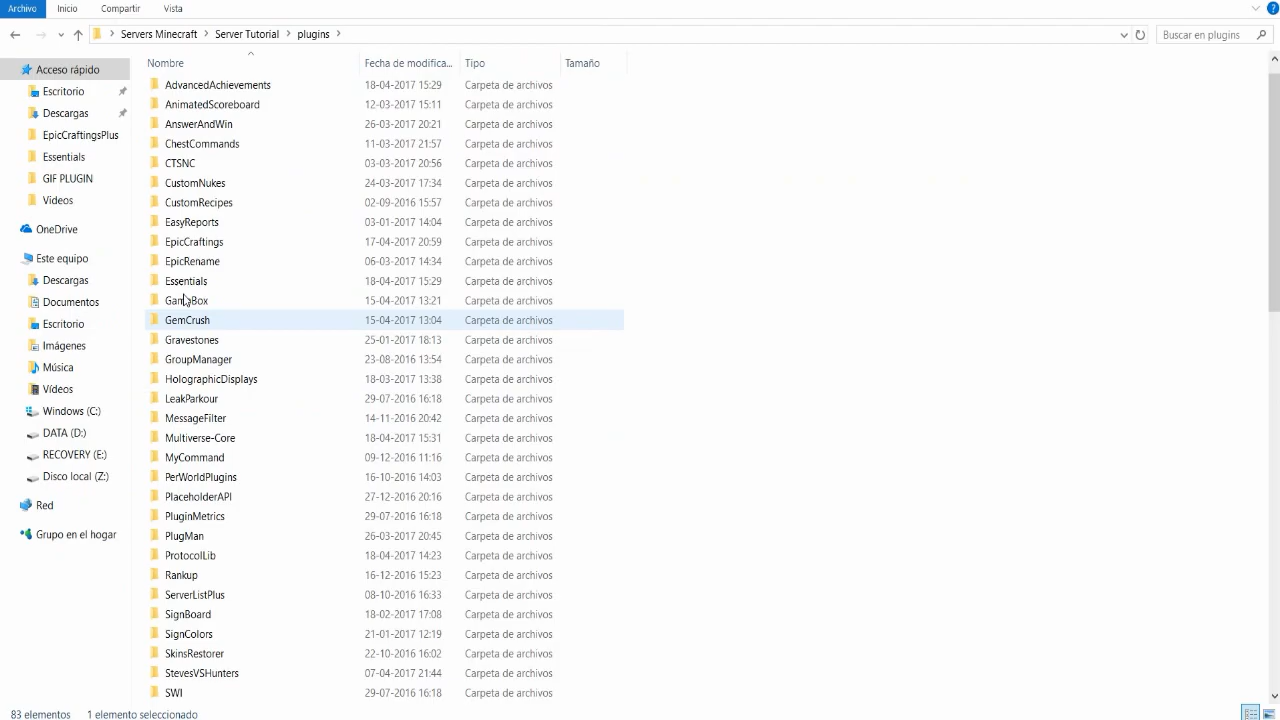 Archivo Inicio Compartir Vista
Servers Minecraft Server Tutorial plugins Buscar en plugins
Nombre Fecha de modifica... Tipo Tamaño
Acceso rápido
Escritorio
Descargas
EpicCraftingsPlus
Essentials
GIF PLUGIN
Videos
OneDrive
Este equipo
Descargas
Documentos
Escritorio
Imágenes
Música
Vídeos
Windows (C:)
DATA (D:)
RECOVERY (E:)
Disco local (Z:)
Red
Grupo en el hogar
AdvancedAchievements 18-04-2017 15:29 Carpeta de archivos
AnimatedScoreboard 12-03-2017 15:11 Carpeta de archivos
AnswerAndWin 26-03-2017 20:21 Carpeta de archivos
ChestCommands 11-03-2017 21:57 Carpeta de archivos
CTSNC 03-03-2017 20:56 Carpeta de archivos
CustomNukes 24-03-2017 17:34 Carpeta de archivos
CustomRecipes 02-09-2016 15:57 Carpeta de archivos
EasyReports 03-01-2017 14:04 Carpeta de archivos
EpicCraftings 17-04-2017 20:59 Carpeta de archivos
EpicRename 06-03-2017 14:34 Carpeta de archivos
Essentials 18-04-2017 15:29 Carpeta de archivos
GameBox 15-04-2017 13:21 Carpeta de archivos
GemCrush 15-04-2017 13:04 Carpeta de archivos
Gravestones 25-01-2017 18:13 Carpeta de archivos
GroupManager 23-08-2016 13:54 Carpeta de archivos
HolographicDisplays 18-03-2017 13:38 Carpeta de archivos
LeakParkour 29-07-2016 16:18 Carpeta de archivos
MessageFilter 14-11-2016 20:42 Carpeta de archivos
Multiverse-Core 18-04-2017 15:31 Carpeta de archivos
MyCommand 09-12-2016 11:16 Carpeta de archivos
PerWorldPlugins 16-10-2016 14:03 Carpeta de archivos
PlaceholderAPI 27-12-2016 20:16 Carpeta de archivos
PluginMetrics 29-07-2016 16:18 Carpeta de archivos
PlugMan 26-03-2017 20:45 Carpeta de archivos
ProtocolLib 18-04-2017 14:23 Carpeta de archivos
Rankup 16-12-2016 15:23 Carpeta de archivos
ServerListPlus 08-10-2016 16:33 Carpeta de archivos
SignBoard 18-02-2017 17:08 Carpeta de archivos
SignColors 21-01-2017 12:19 Carpeta de archivos
SkinsRestorer 22-10-2016 16:02 Carpeta de archivos
StevesVSHunters 07-04-2017 21:44 Carpeta de archivos
SWI 29-07-2016 16:18 Carpeta de archivos
83 elementos 1 elemento seleccionado